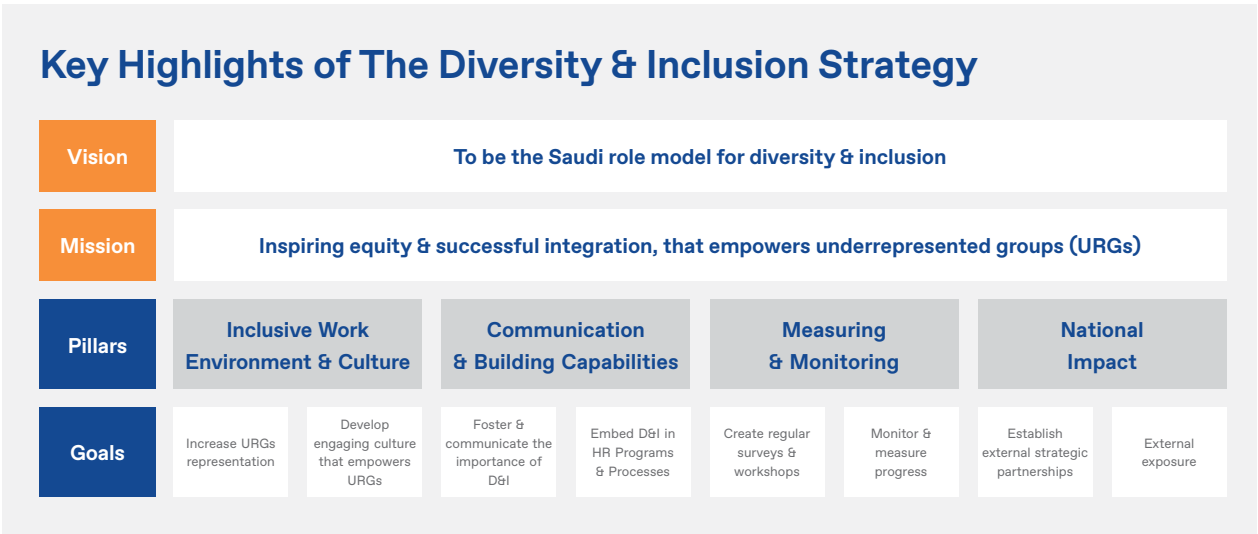 Key Highlights of The Diversity & Inclusion Strategy
Vision
To be the Saudi role model for diversity & inclusion
Mission
Inspiring equity & successful integration, that empowers underrepresented groups (URGs)
Pillars
Inclusive Work
Environment & Culture
Communication
& Building Capabilities
Measuring
& Monitoring
National
Impact
Goals
Increase URGs
representation
Develop
engaging culture
that empowers
URGs
Foster &
communicate the
importance of
D&I
Embed D&I in
HR Programs
& Processes
Create regular
surveys &
workshops
Monitor &
measure
progress
Establish
external strategic
partnerships
External
exposure